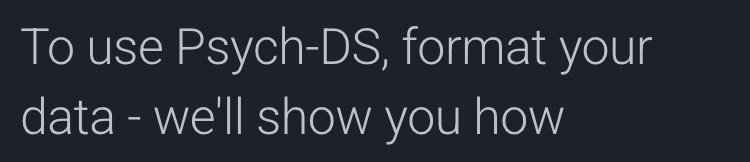 To use Psych-DS, format your
data - we'll show you how